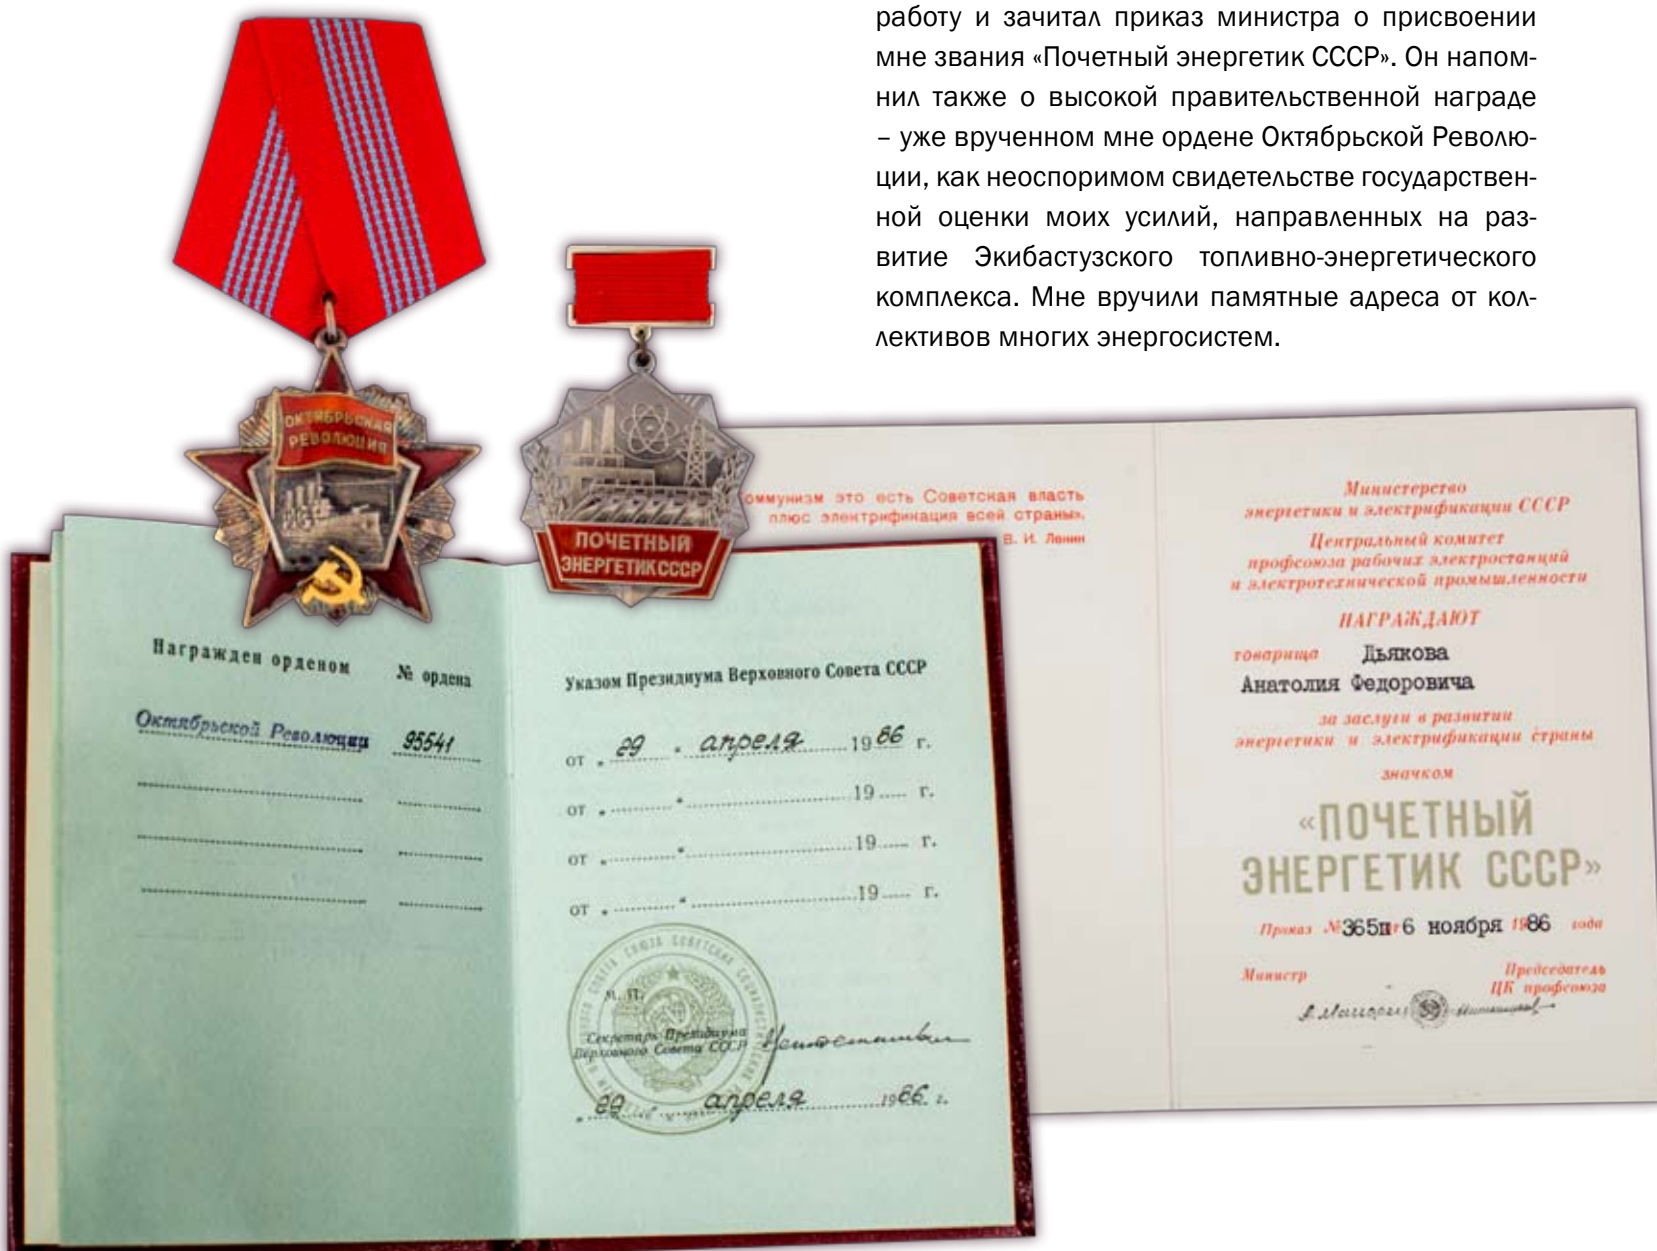 работу и зачитал приказ министра о присвоении
мне звания «Почетный энергетик СССР». Он напом-
нил также о высокой правительственной награде
– уже врученном мне ордене Октябрьской Револю-
ции, как неоспоримом свидетельстве государствен-
ной оценки моих усилий, направленных на раз-
витие Экибастузского топливно-энергетического
комплекса. Мне вручили памятные адреса от кол-
лективов многих энергосистем.
ОКТЯБРЬСКАЯ
РЕВОЛЮЦИЯ
ПОЧЕТНЫЙ
ЭНЕРГЕТИК СССР
Награжден орденом № ордена
Октябрьской Революции 95541
Указом Президиума Верховного Совета СССР
от „ 29 “ апреля 1986 г.
от „ “ 19 г.
от „ “ 19 г.
от „ “ 19 г.
М. П.
Секретарь Президиума
Верховного Совета СССР
„ 29 “ апреля 1986 г.
оммунизм это есть Советская власть
плюс электрификация всей страны».
В. И. Ленин
Министерство
энергетики и электрификации СССР
Центральный комитет
профсоюза рабочих электростанций
и электротехнической промышленности
НАГРАЖДАЮТ
товарища Дьякова
Анатолия Федоровича
за заслуги в развитии
энергетики и электрификации страны
значком
«ПОЧЕТНЫЙ
ЭНЕРГЕТИК СССР»
Приказ № 365п 6 ноября 1986 года
Министр Председатель
ЦК профсоюза